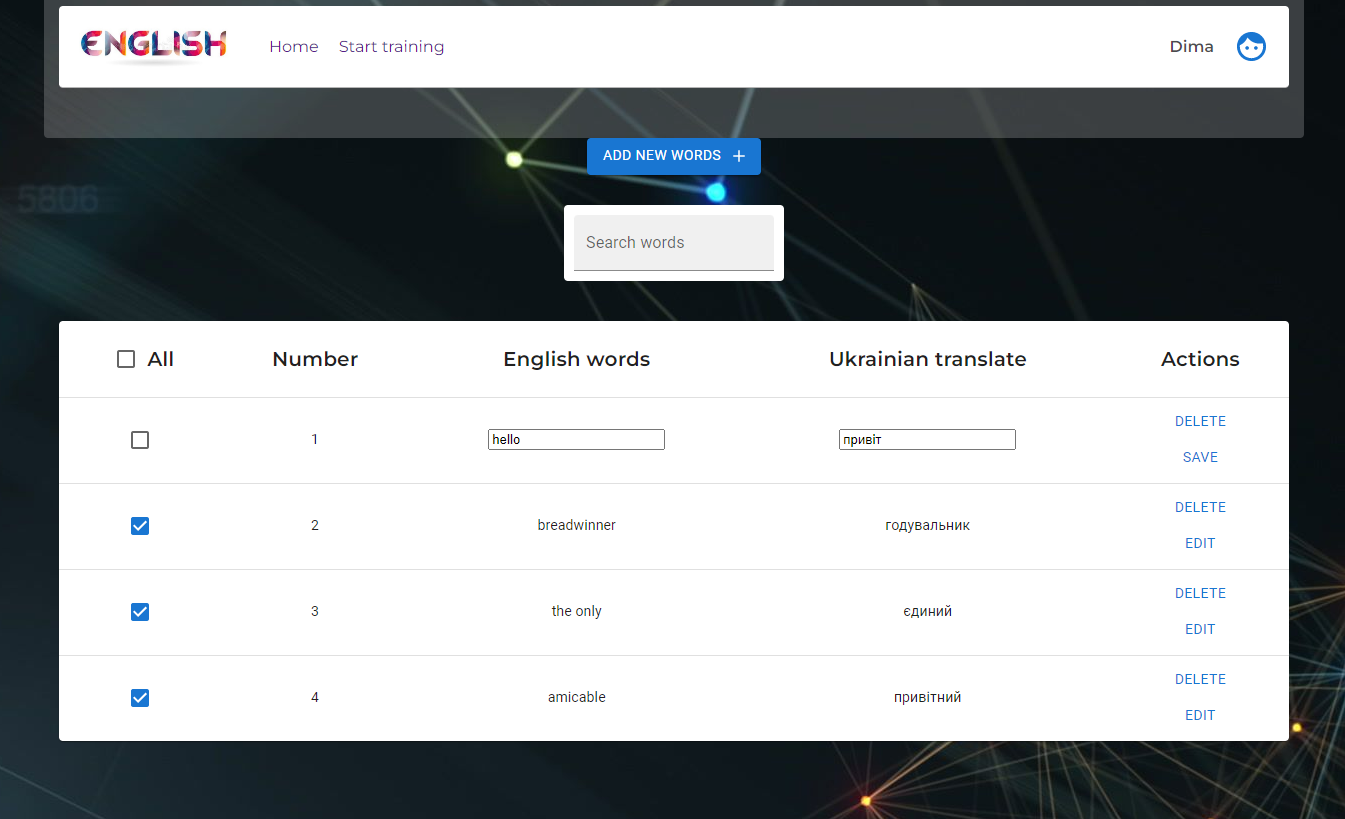 ENGLISH Home Start training Dima
ADD NEW WORDS +
5806
Search words
All Number English words Ukrainian translate Actions
1 hello привіт DELETE
SAVE
2 breadwinner годувальник DELETE
EDIT
3 the only єдиний DELETE
EDIT
4 amicable привітний DELETE
EDIT